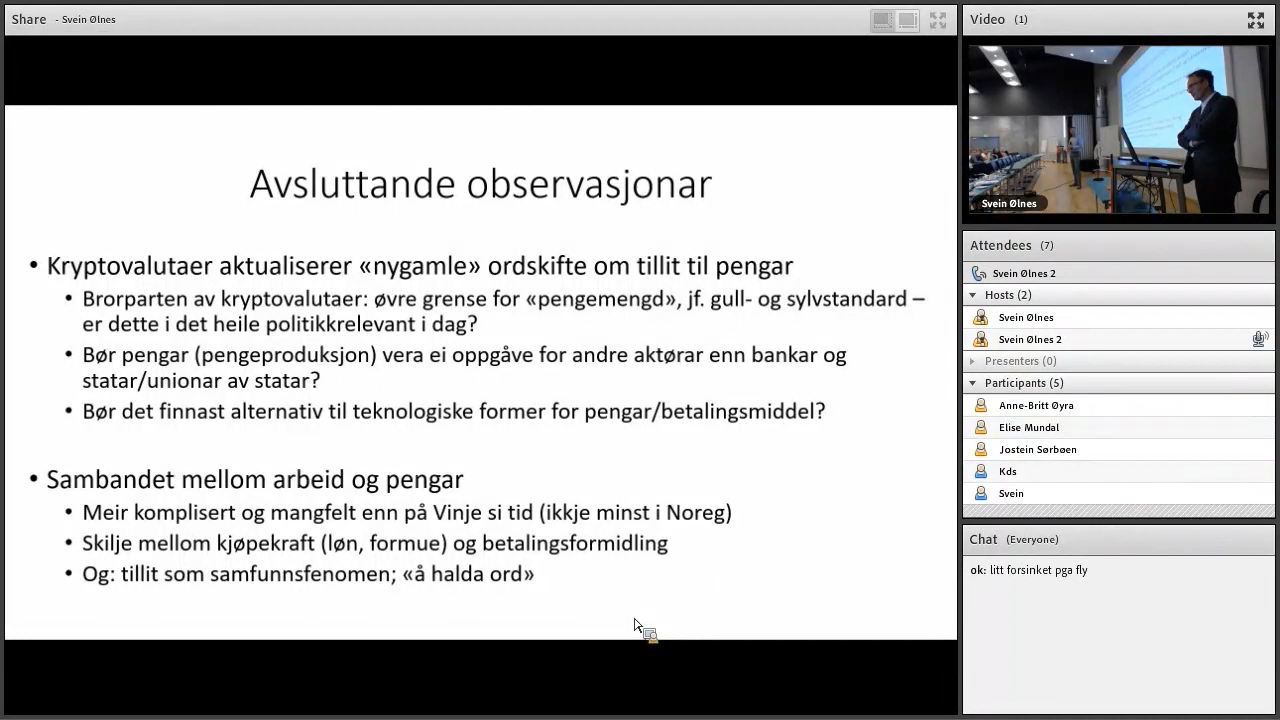 Share - Svein Ølnes
Avsluttande observasjonar
• Kryptovalutaer aktualiserer «nygamle» ordskifte om tillit til pengar
• Brorparten av kryptovalutaer: øvre grense for «pengemengd», jf. gull- og sylvstandard –
er dette i det heile politikkrelevant i dag?
• Bør pengar (pengeproduksjon) vera ei oppgåve for andre aktørar enn bankar og
statar/unionar av statar?
• Bør det finnast alternativ til teknologiske former for pengar/betalingsmiddel?
• Sambandet mellom arbeid og pengar
• Meir komplisert og mangfelt enn på Vinje si tid (ikkje minst i Noreg)
• Skilje mellom kjøpekraft (løn, formue) og betalingsformidling
• Og: tillit som samfunnsfenomen; «å halda ord»
Video (1)
Svein Ølnes
Attendees (7)
Svein Ølnes 2
Hosts (2)
Svein Ølnes
Svein Ølnes 2
Presenters (0)
Participants (5)
Anne-Britt Øyra
Elise Mundal
Jostein Sørbøen
Kds
Svein
Chat (Everyone)
ok: litt forsinket pga fly